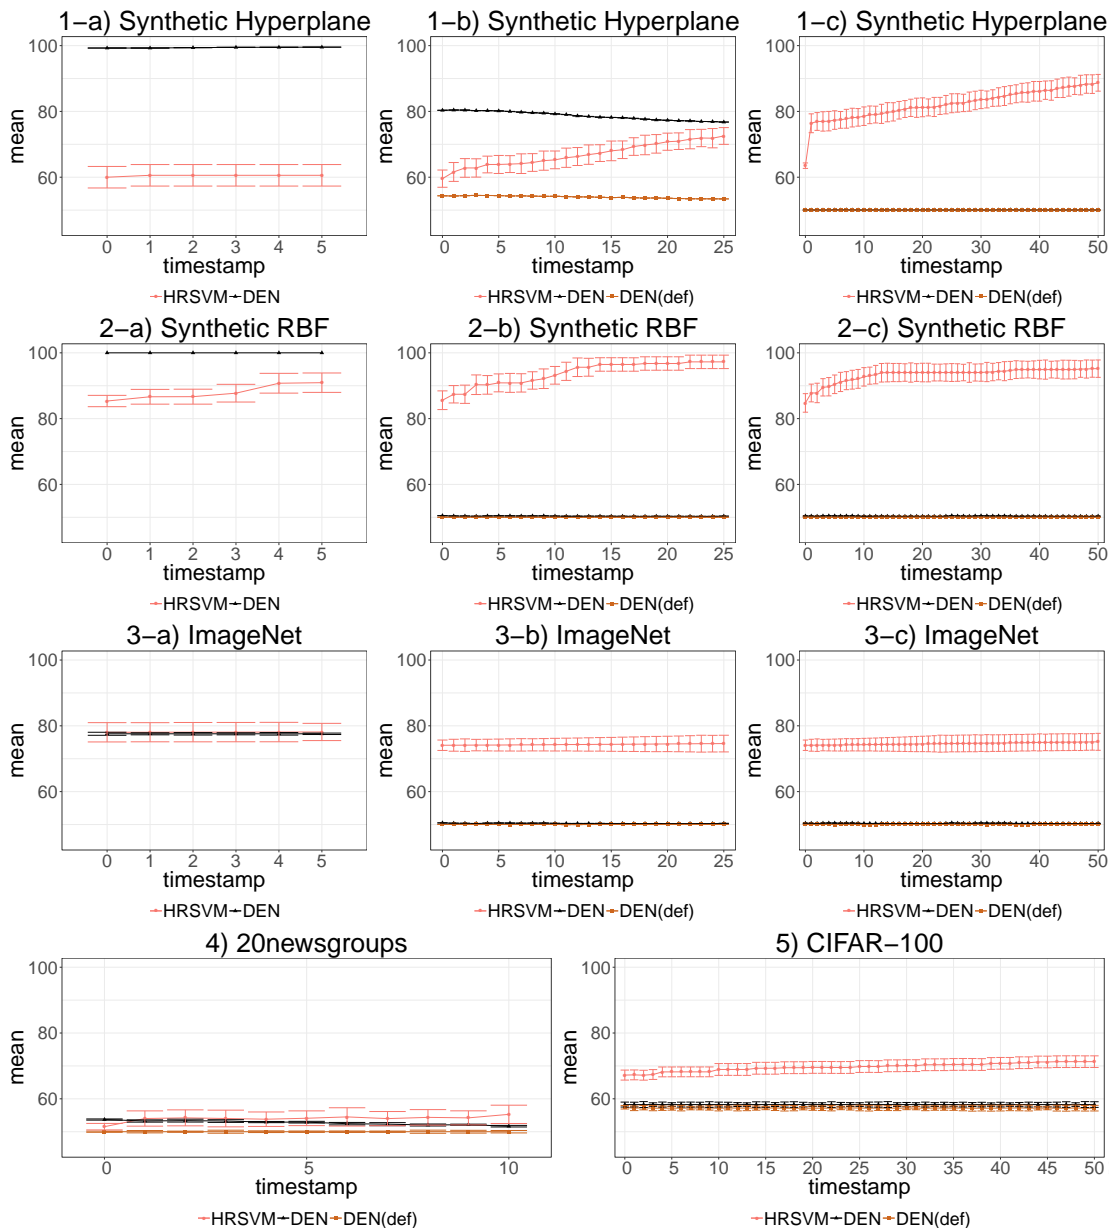 1−a) Synthetic Hyperplane
1−b) Synthetic Hyperplane
1−c) Synthetic Hyperplane
100
80
60
mean
0 1 2 3 4 5
timestamp
HRSVM DEN
100
80
60
mean
0 5 10 15 20 25
timestamp
HRSVM DEN DEN(def)
100
80
60
mean
0 10 20 30 40 50
timestamp
HRSVM DEN DEN(def)
2−a) Synthetic RBF
2−b) Synthetic RBF
2−c) Synthetic RBF
100
80
60
mean
0 1 2 3 4 5
timestamp
HRSVM DEN
100
80
60
mean
0 5 10 15 20 25
timestamp
HRSVM DEN DEN(def)
100
80
60
mean
0 10 20 30 40 50
timestamp
HRSVM DEN DEN(def)
3−a) ImageNet
3−b) ImageNet
3−c) ImageNet
100
80
60
mean
0 1 2 3 4 5
timestamp
HRSVM DEN
100
80
60
mean
0 5 10 15 20 25
timestamp
HRSVM DEN DEN(def)
100
80
60
mean
0 10 20 30 40 50
timestamp
HRSVM DEN DEN(def)
4) 20newsgroups
5) CIFAR−100
100
80
60
mean
0 5 10
timestamp
HRSVM DEN DEN(def)
100
80
60
mean
0 5 10 15 20 25 30 35 40 45 50
timestamp
HRSVM DEN DEN(def)